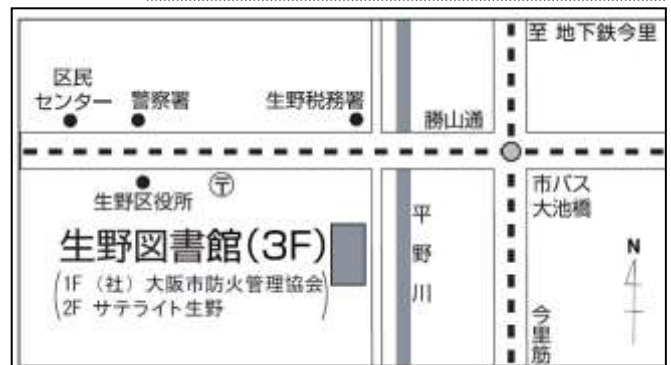 至 地下鉄今里
区民
センター
警察署
生野税務署
勝山通
生野区役所
〒
市バス
大池橋
生野図書館(3F)
1F (社) 大阪市防火管理協会
2F サテライト生野
平野川
N
今里筋